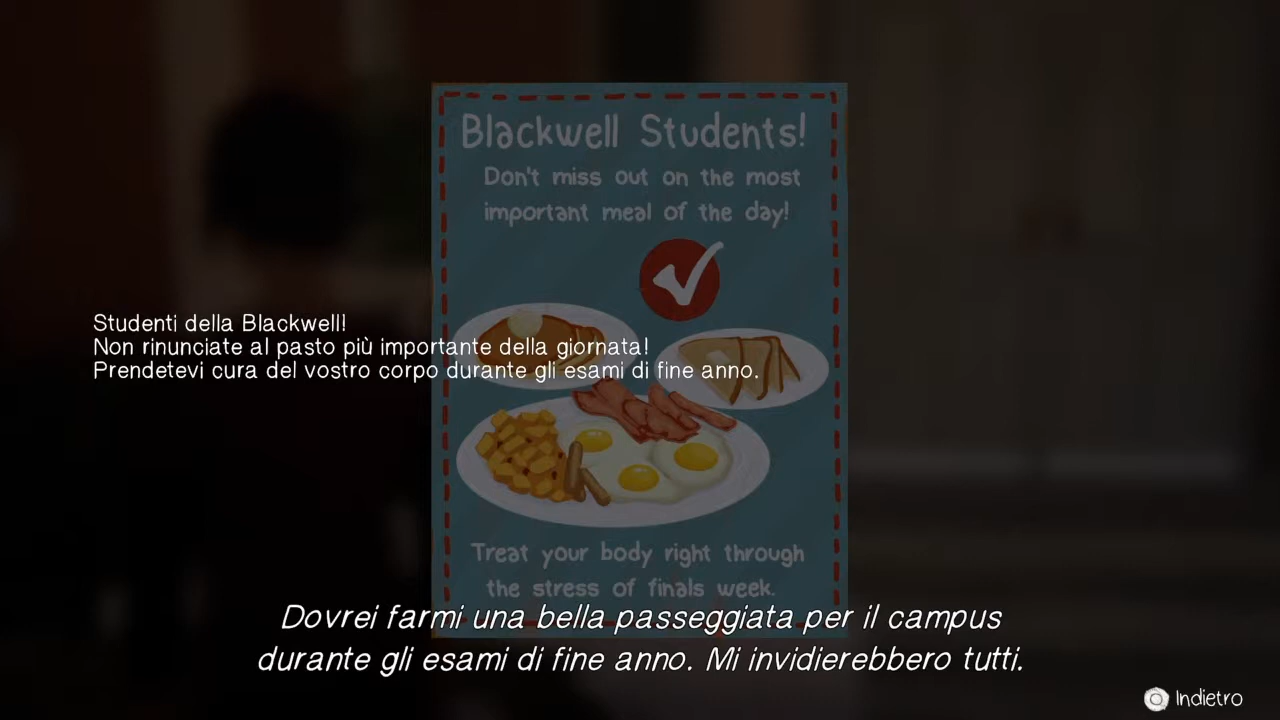 Blackwell Students!
Don't miss out on the most
important meal of the day!
Studenti della Blackwell!
Non rinunciate al pasto più importante della giornata!
Prendetevi cura del vostro corpo durante gli esami di fine anno.
Treat your body right through
the stress of finals week.
Dovrei farmi una bella passeggiata per il campus
durante gli esami di fine anno. Mi invidierebbero tutti.
Indietro